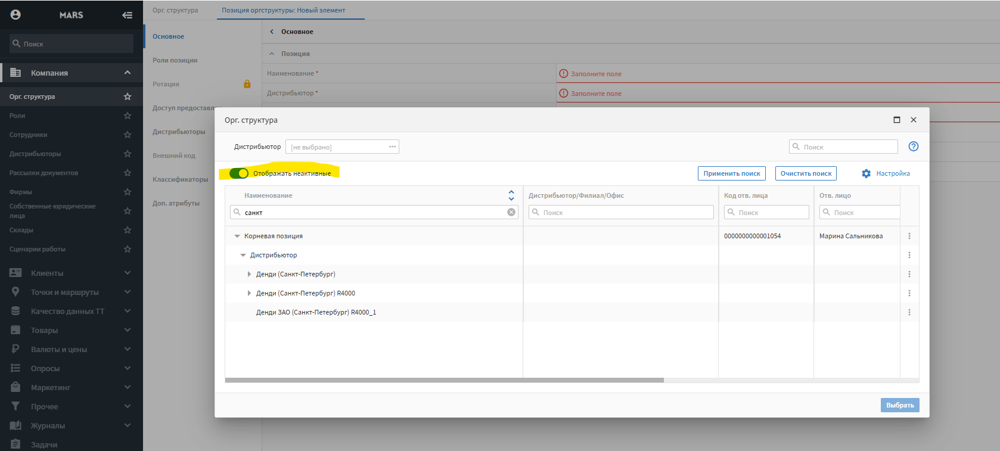 MARS
Поиск
Компания
Орг. структура
Роли
Сотрудники
Дистрибьюторы
Рассылки документов
Фирмы
Собственные юридические
лица
Склады
Сценарии работы
Клиенты
Точки и маршруты
Качество данных ТТ
Товары
Валюты и цены
Опросы
Маркетинг
Прочее
Журналы
Задачи
Орг. структура
Позиция оргструктуры: Новый элемент
Основное
Роли позиции
Ротация
Доступ предоставлен
Дистрибьюторы
Внешний код
Классификаторы
Доп. атрибуты
Основное
Позиция
Наименование *
Заполните поле
Дистрибьютор *
Заполните поле
Орг. структура
Дистрибьютор [не выбрано] ... Поиск
Отображать неактивные Применить поиск Очистить поиск Настройка
Наименование Дистрибьютор/Филиал/Офис Код отв. лица Отв. лицо
санкт Поиск Поиск Поиск
Корневая позиция 0000000000001054 Марина Сальникова
Дистрибьютор
Денди (Санкт-Петербург)
Денди (Санкт-Петербург) R4000
Денди ЗАО (Санкт-Петербург) R4000_1
Выбрать